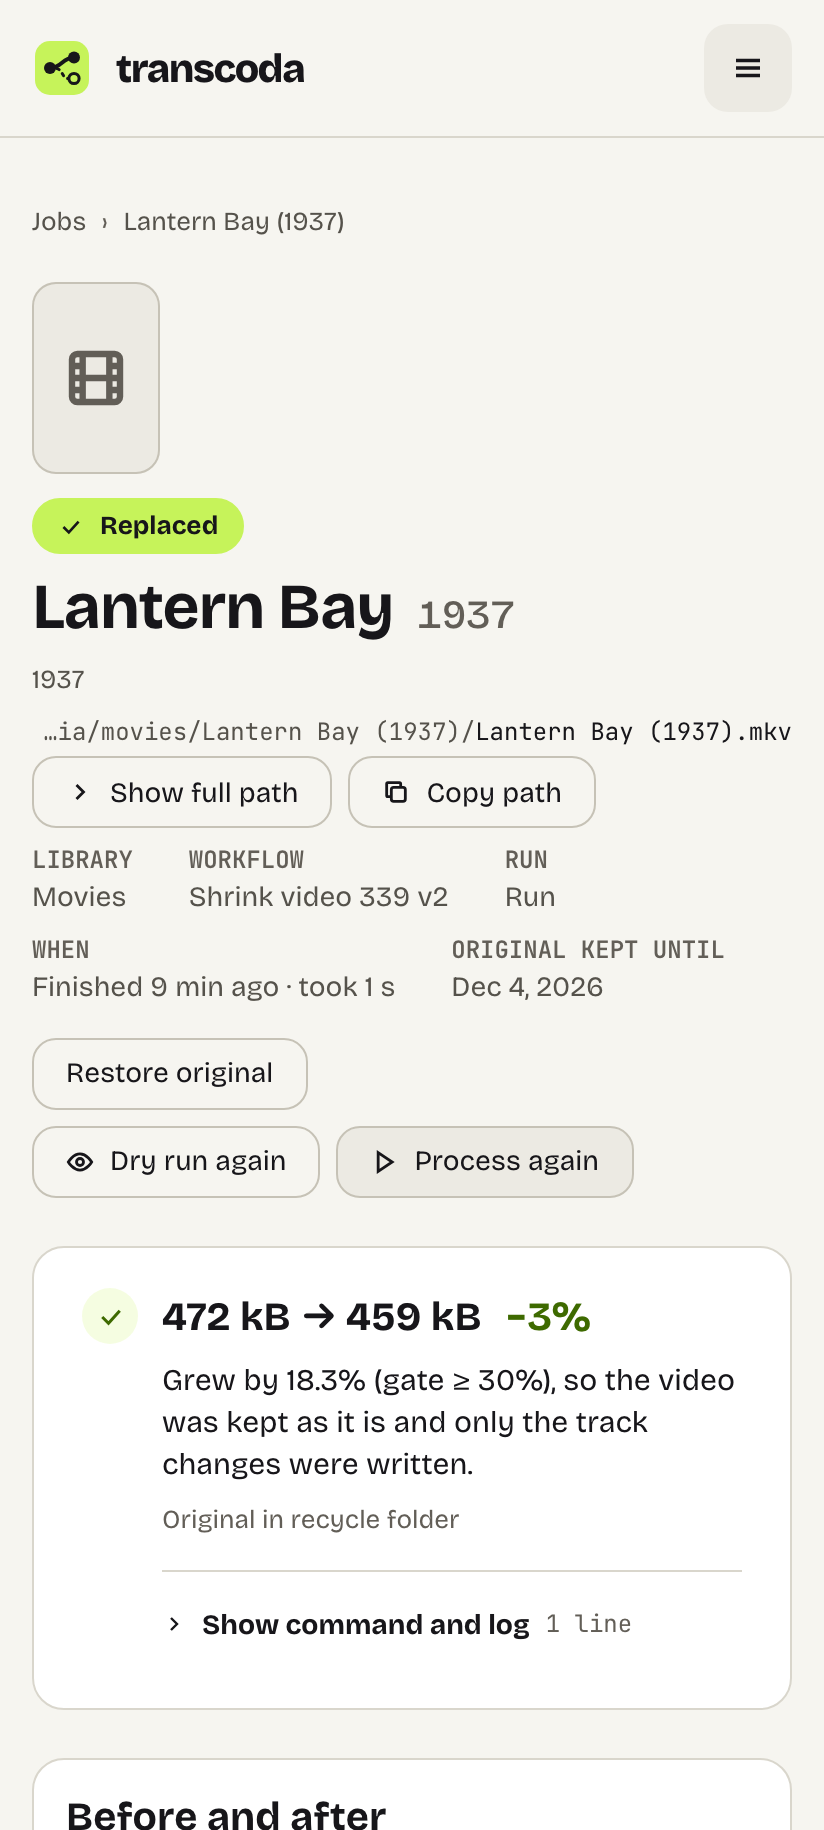 transcoda
Jobs › Lantern Bay (1937)
Replaced
Lantern Bay 1937
1937
…ia/movies/Lantern Bay (1937)/Lantern Bay (1937).mkv
Show full path
Copy path
LIBRARY
Movies
WORKFLOW
Shrink video 339 v2
RUN
Run
WHEN
Finished 9 min ago · took 1 s
ORIGINAL KEPT UNTIL
Dec 4, 2026
Restore original
Dry run again
Process again
472 kB → 459 kB −3%
Grew by 18.3% (gate ≥ 30%), so the video
was kept as it is and only the track
changes were written.
Original in recycle folder
Show command and log 1 line
Before and after